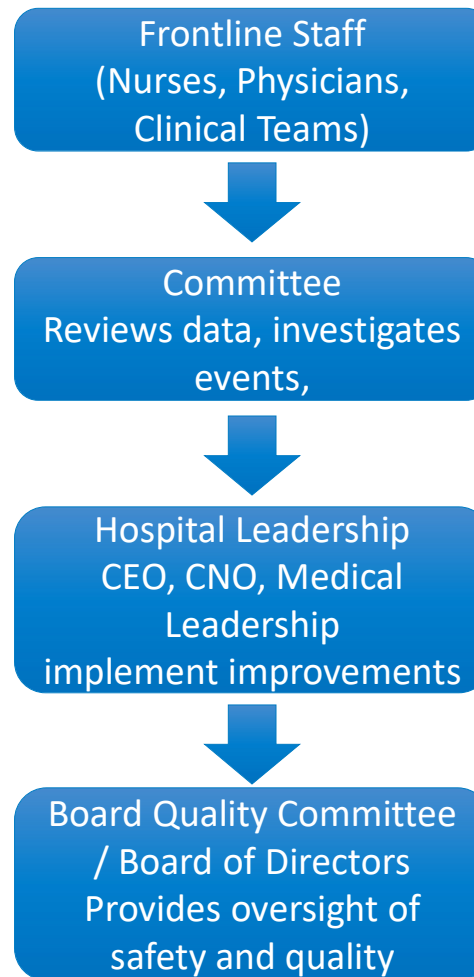 Frontline Staff
(Nurses, Physicians,
Clinical Teams)
Committee
Reviews data, investigates
events,
Hospital Leadership
CEO, CNO, Medical
Leadership
implement improvements
Board Quality Committee
/ Board of Directors
Provides oversight of
safety and quality